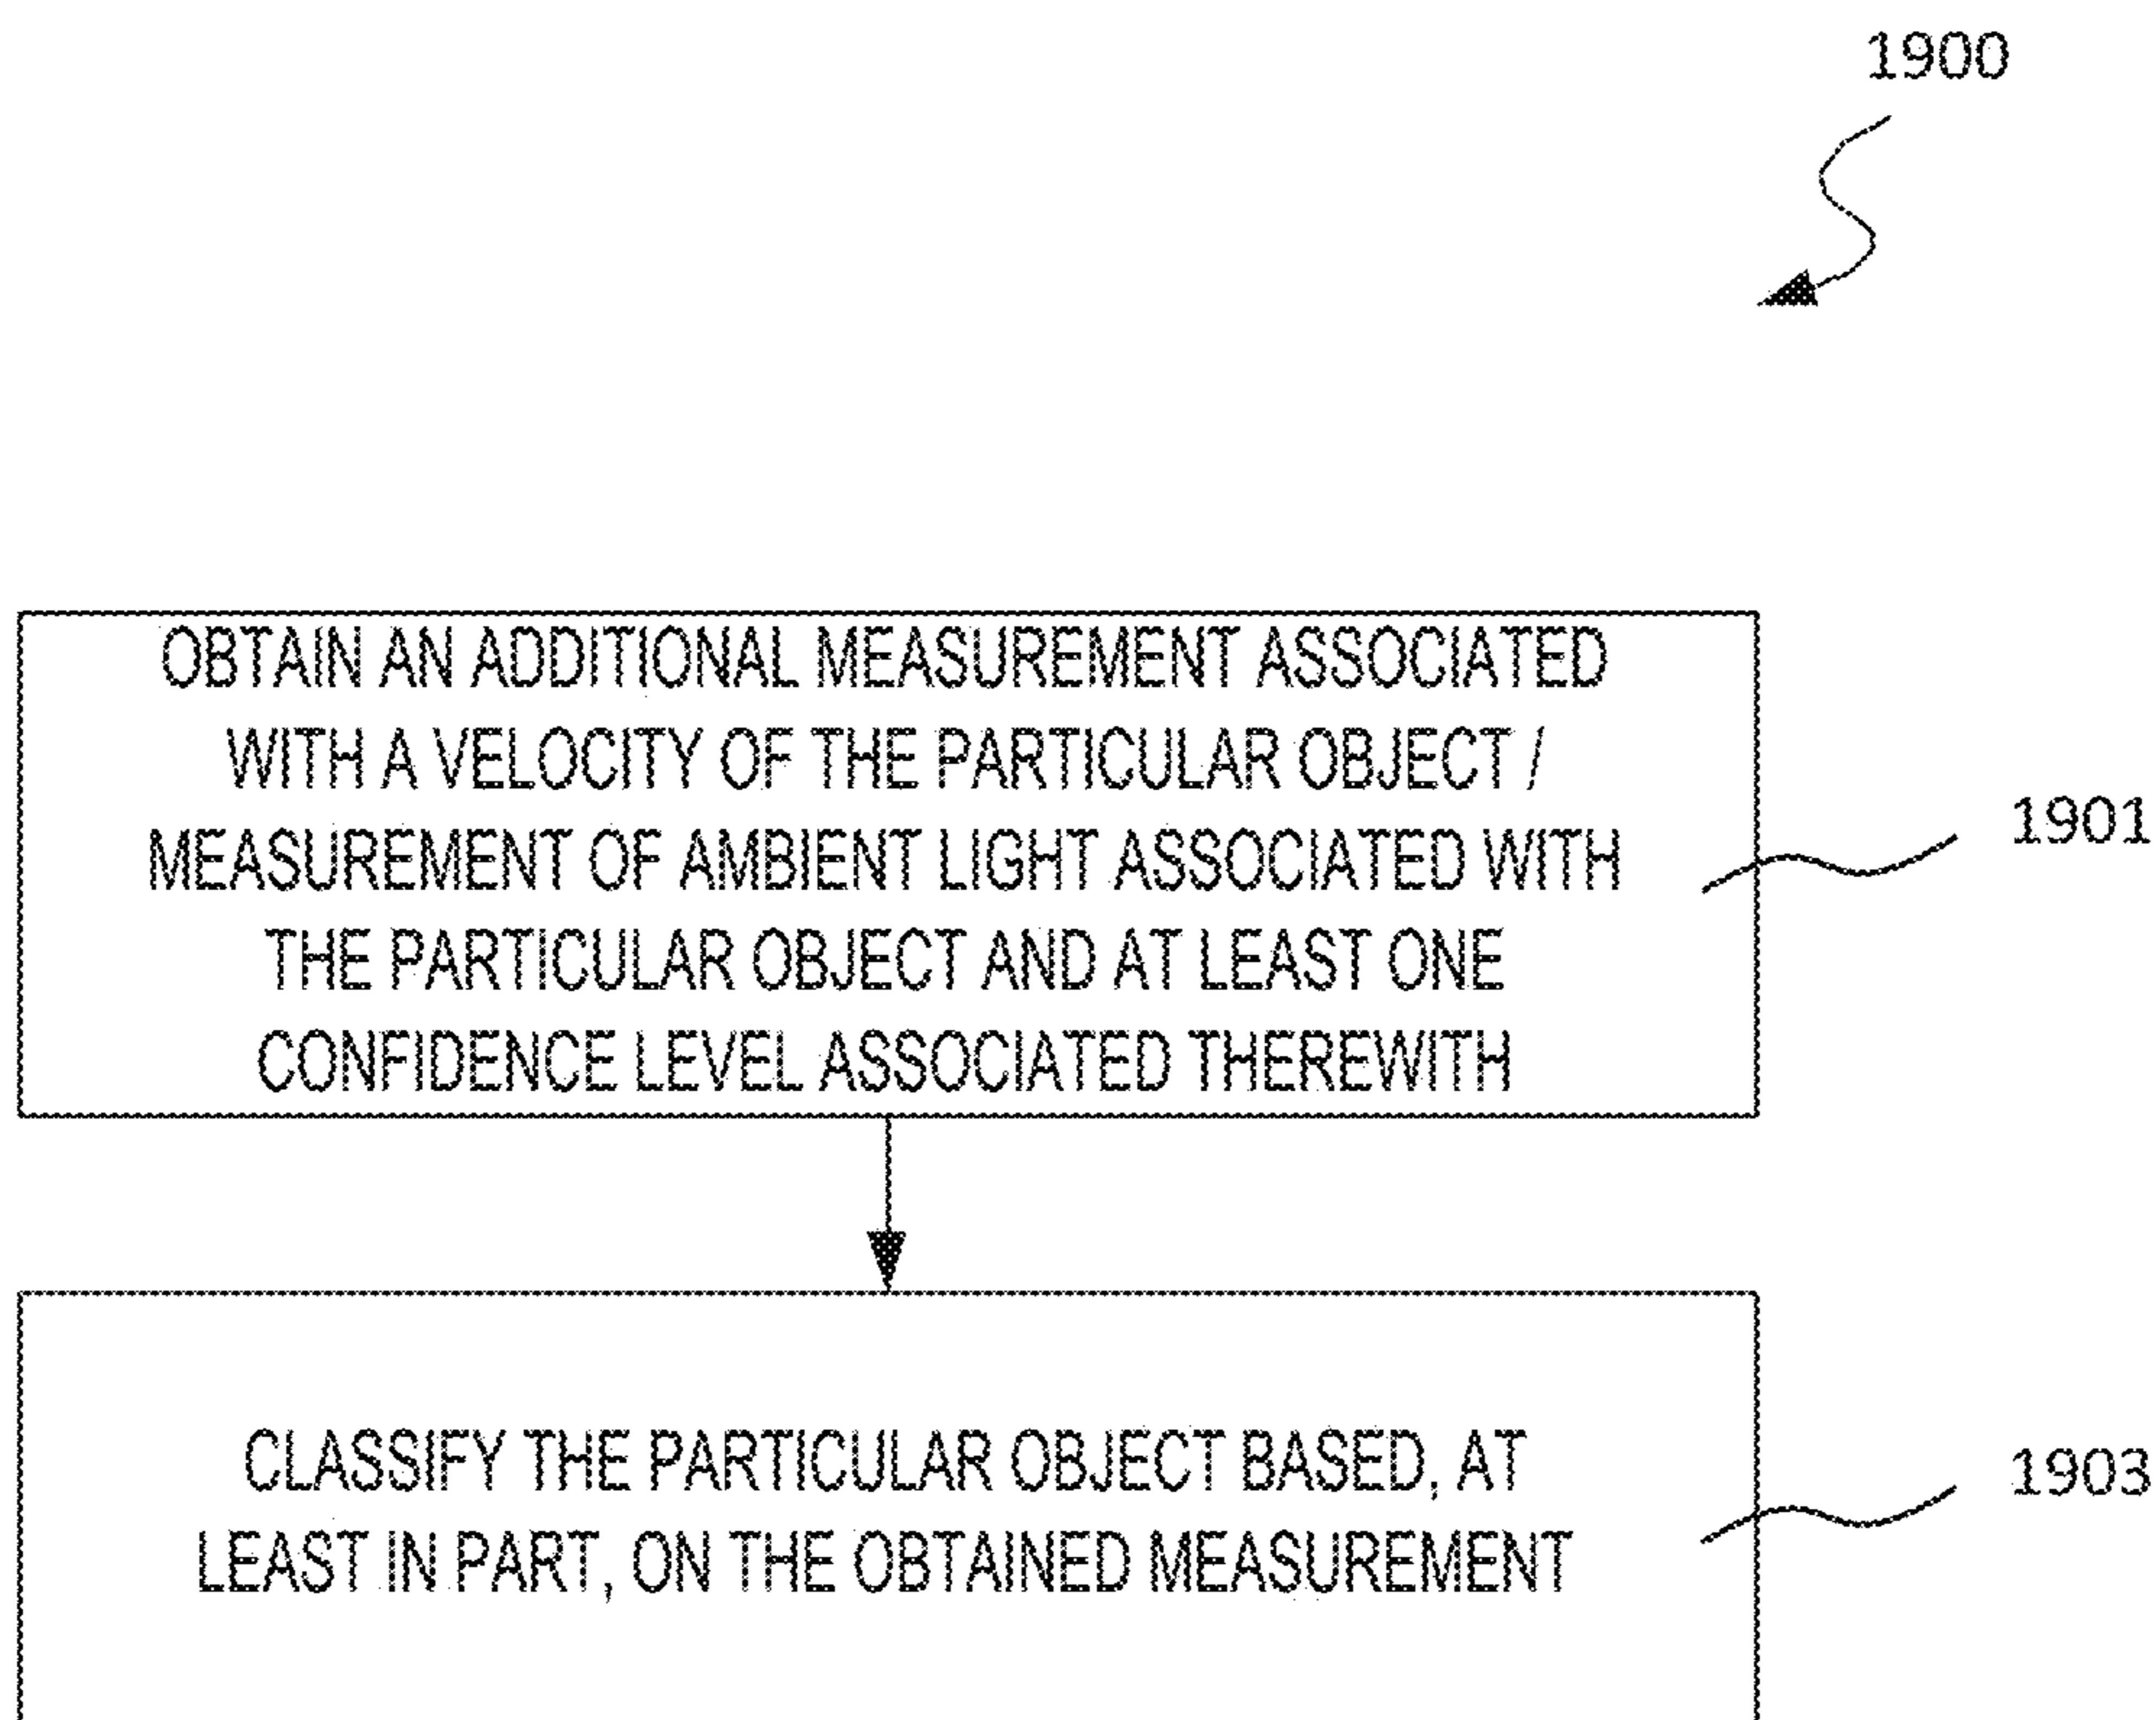 1900
OBTAIN AN ADDITIONAL MEASUREMENT ASSOCIATED
WITH A VELOCITY OF THE PARTICULAR OBJECT /
MEASUREMENT OF AMBIENT LIGHT ASSOCIATED WITH
THE PARTICULAR OBJECT AND AT LEAST ONE
CONFIDENCE LEVEL ASSOCIATED THEREWITH
1901
CLASSIFY THE PARTICULAR OBJECT BASED, AT
LEAST IN PART, ON THE OBTAINED MEASUREMENT
1903